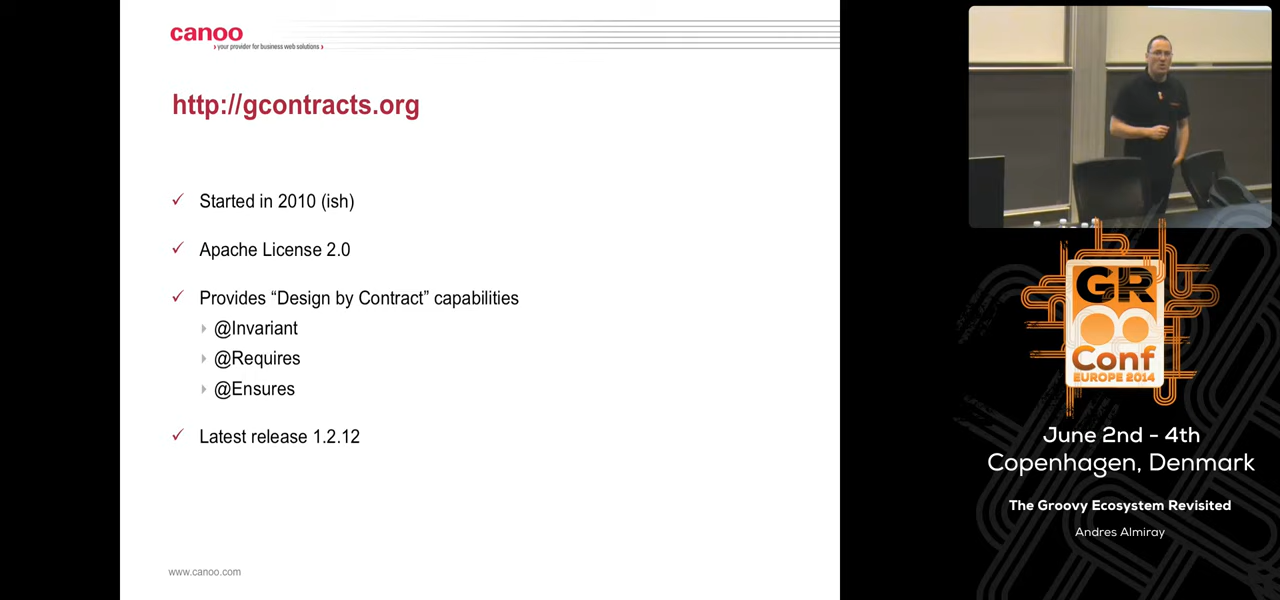 canoo
your provider for business web solutions
http://gcontracts.org
Started in 2010 (ish)
Apache License 2.0
Provides “Design by Contract” capabilities
@Invariant
@Requires
@Ensures
Latest release 1.2.12
www.canoo.com
GR
Conf
EUROPE 2014
June 2nd - 4th
Copenhagen, Denmark
The Groovy Ecosystem Revisited
Andres Almiray